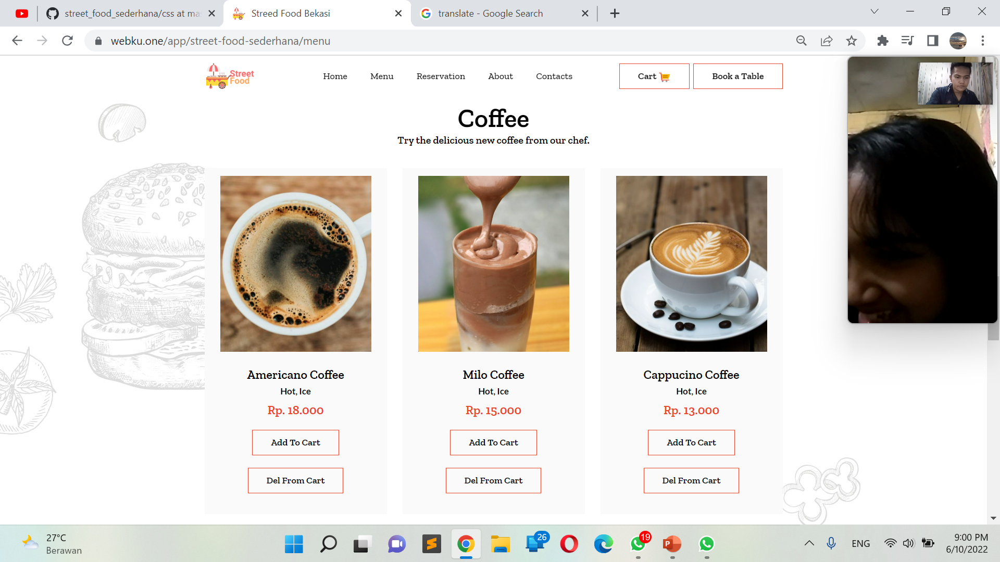 street_food_sederhana/css at ma
Streed Food Bekasi
translate - Google Search
webku.one/app/street-food-sederhana/menu
Street
Food
Home
Menu
Reservation
About
Contacts
Cart
Book a Table
Coffee
Try the delicious new coffee from our chef.
Americano Coffee
Hot, Ice
Rp. 18.000
Add To Cart
Del From Cart
Milo Coffee
Hot, Ice
Rp. 15.000
Add To Cart
Del From Cart
Cappucino Coffee
Hot, Ice
Rp. 13.000
Add To Cart
Del From Cart
27°C
Berawan
26
19
ENG
9:00 PM
6/10/2022